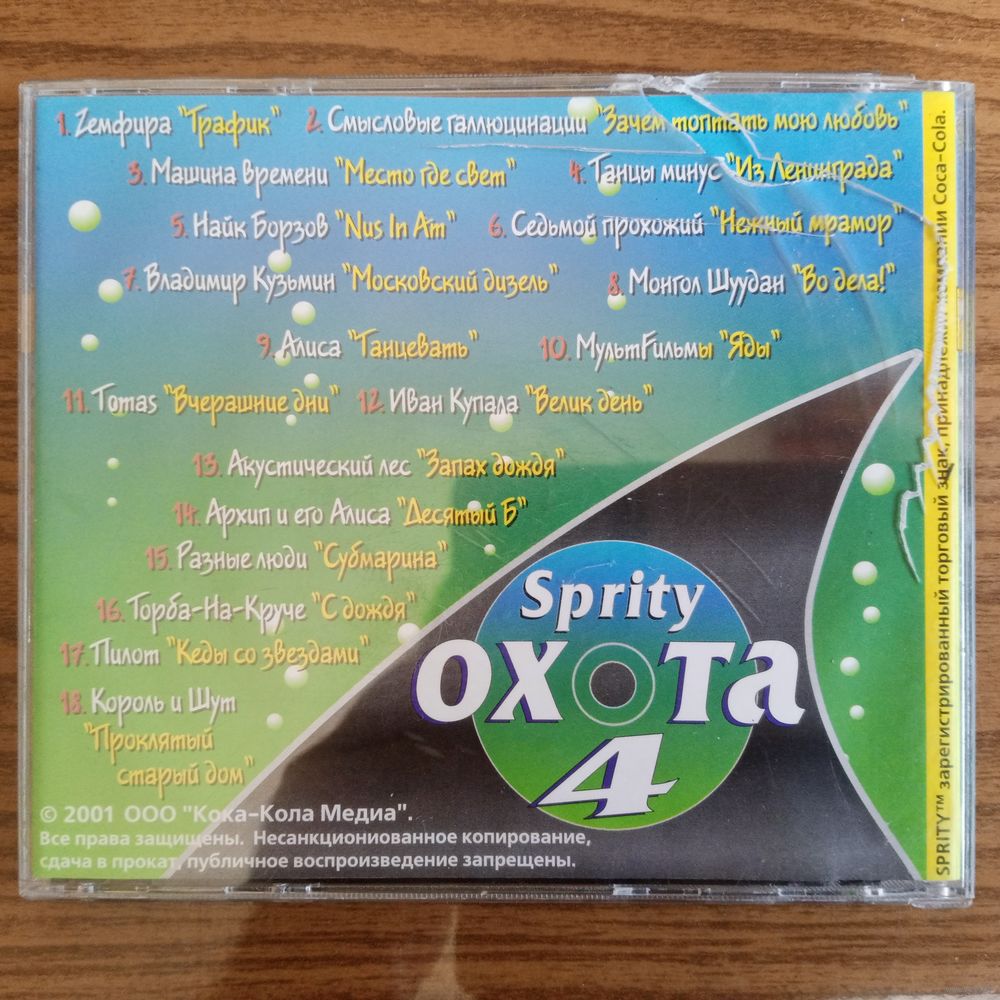 1. Zемфира "Трафик" 2. Смысловые галлюцинации "Зачем топтать мою любовь"
3. Машина времени "Место где свет" 4. Танцы минус "Из Ленинграда"
5. Найк Борзов "Nus In Am" 6. Седьмой прохожий "Нежный мрамор"
7. Владимир Кузьмин "Московский дизель" 8. Монгол Шуудан "Во дела!"
9. Алиса "Танцевать" 10. МультFильмы "Яды"
11. Tomas "Вчерашние дни" 12. Иван Купала "Велик день"
13. Акустический лес "Запах дождя"
14. Архип и его Алиса "Десятый Б"
15. Разные люди "Субмарина"
16. Торба-На-Круче "С дождя"
17. Пилот "Кеды со звездами"
18. Король и Шут
"Проклятый
старый дом"
Sprity
охота
4
© 2001 ООО "Кока-Кола Медиа".
Все права защищены. Несанкциониованное копирование,
сдача в прокат, публичное воспроизведение запрещены.
SPRITY™ зарегистрированный торговый знак, принадлежит компании Coca-Cola.